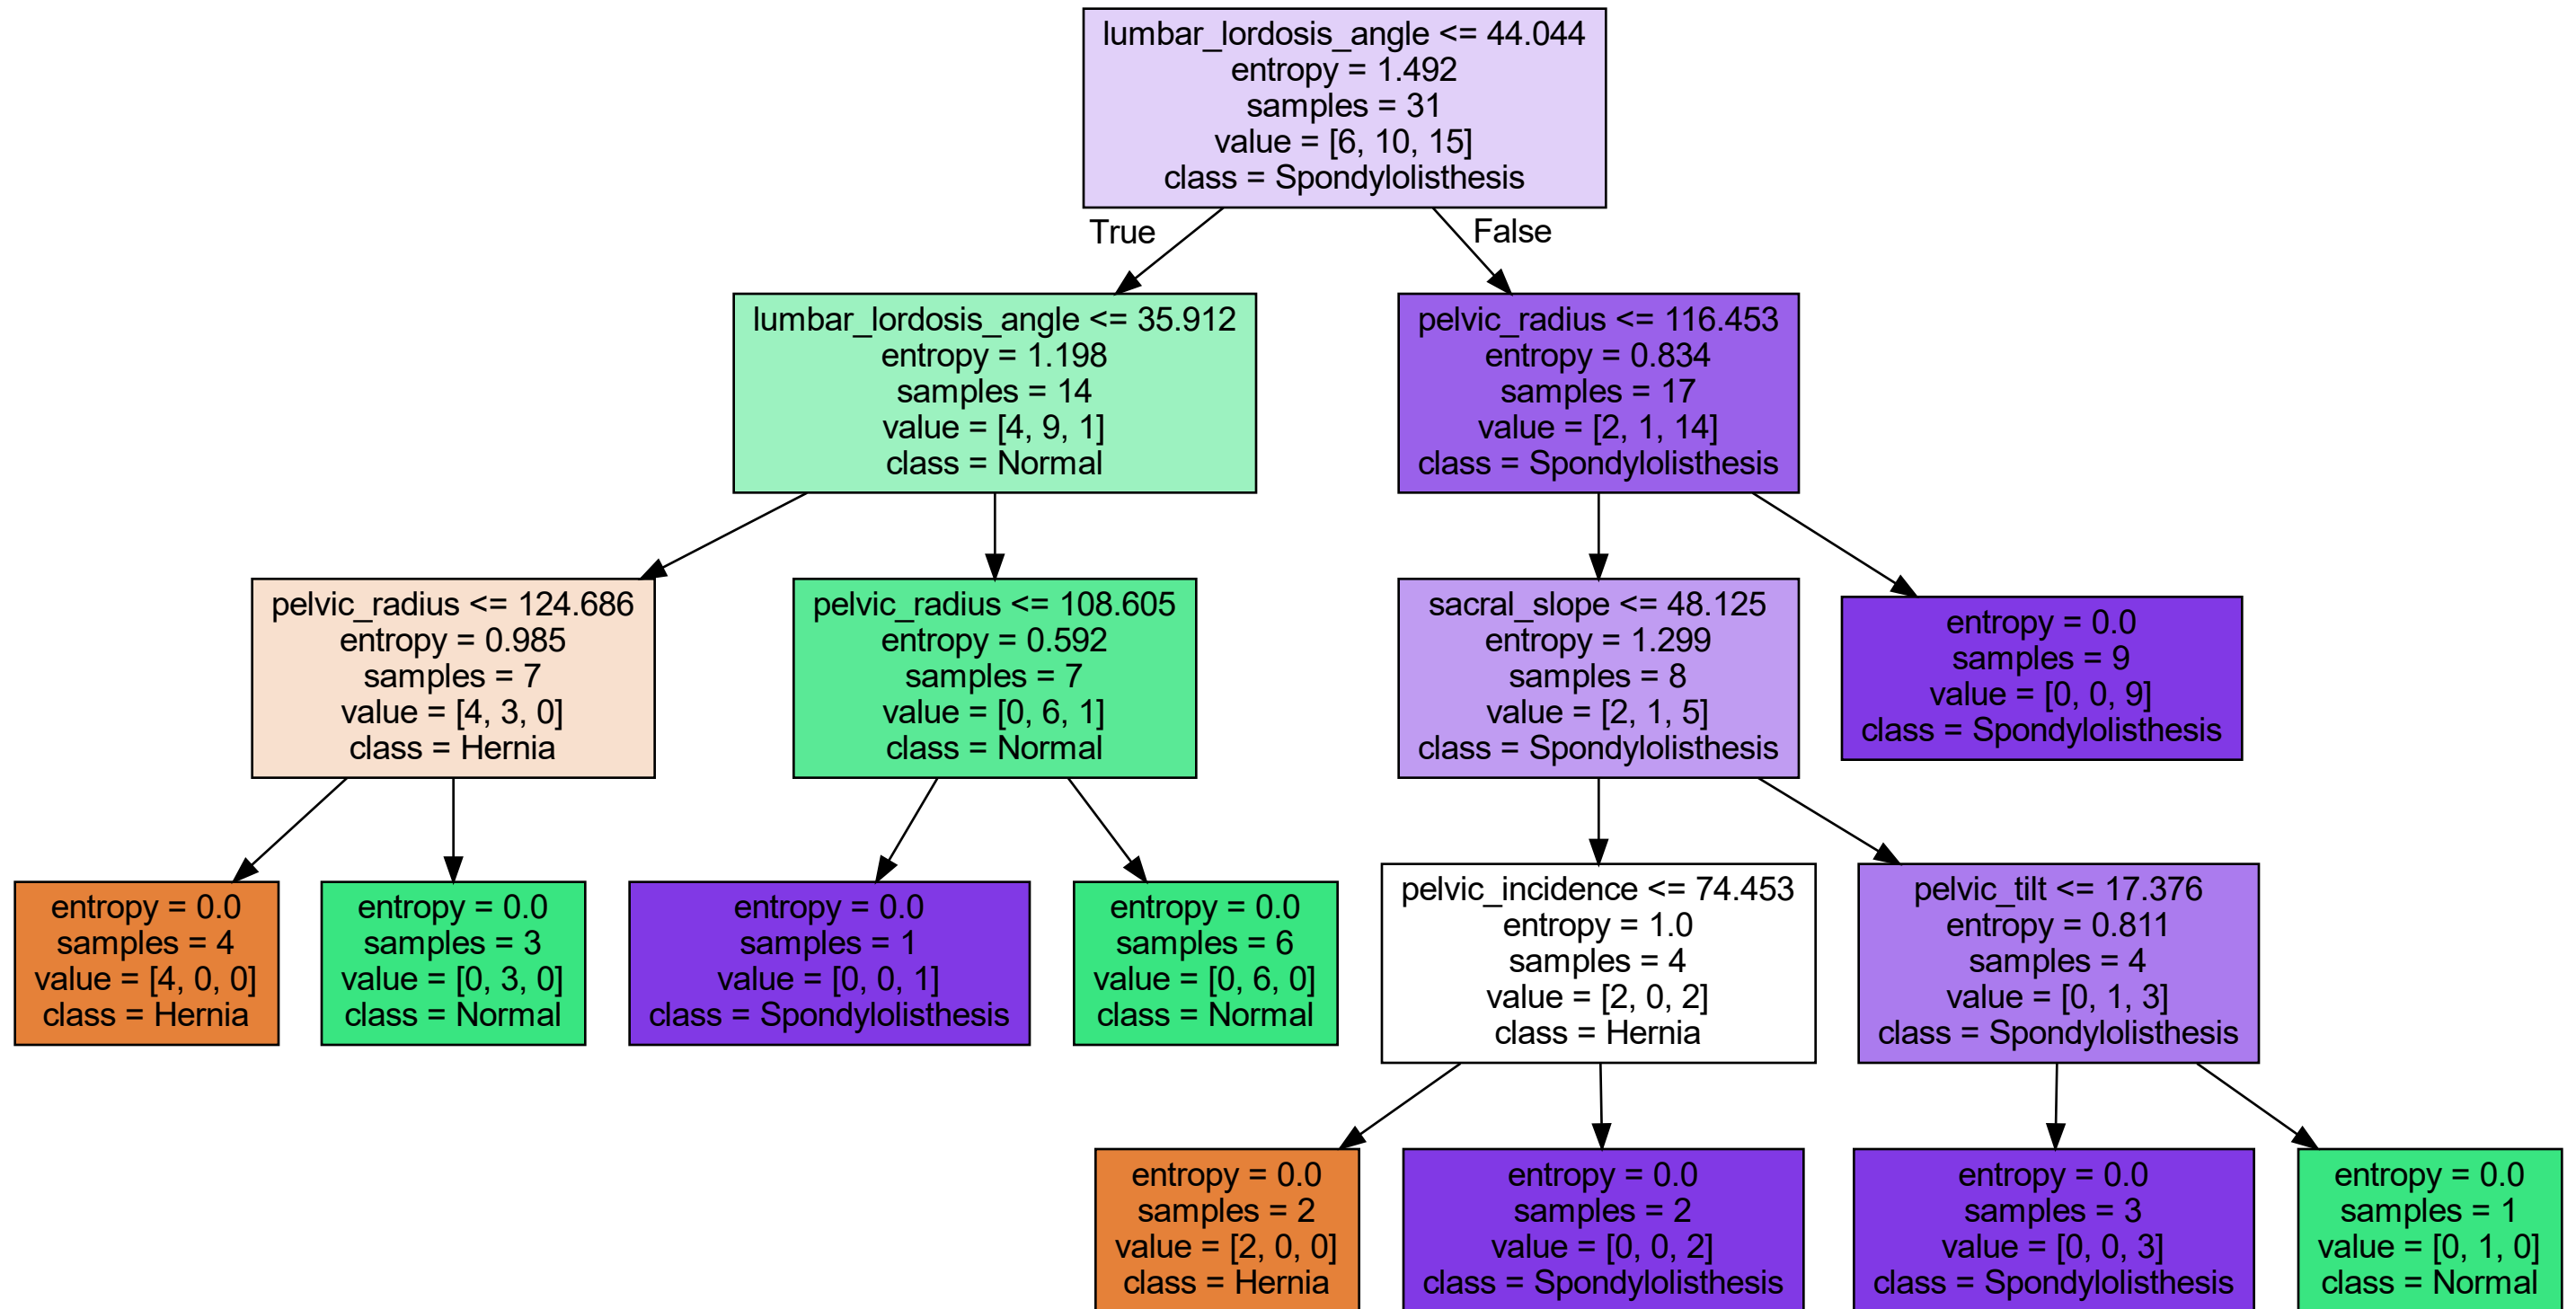 lumbar_lordosis_angle <= 44.044
entropy = 1.492
samples = 31
value = [6, 10, 15]
class = Spondylolisthesis
True
False
lumbar_lordosis_angle <= 35.912
entropy = 1.198
samples = 14
value = [4, 9, 1]
class = Normal
pelvic_radius <= 116.453
entropy = 0.834
samples = 17
value = [2, 1, 14]
class = Spondylolisthesis
pelvic_radius <= 124.686
entropy = 0.985
samples = 7
value = [4, 3, 0]
class = Hernia
pelvic_radius <= 108.605
entropy = 0.592
samples = 7
value = [0, 6, 1]
class = Normal
sacral_slope <= 48.125
entropy = 1.299
samples = 8
value = [2, 1, 5]
class = Spondylolisthesis
entropy = 0.0
samples = 9
value = [0, 0, 9]
class = Spondylolisthesis
entropy = 0.0
samples = 4
value = [4, 0, 0]
class = Hernia
entropy = 0.0
samples = 3
value = [0, 3, 0]
class = Normal
entropy = 0.0
samples = 1
value = [0, 0, 1]
class = Spondylolisthesis
entropy = 0.0
samples = 6
value = [0, 6, 0]
class = Normal
pelvic_incidence <= 74.453
entropy = 1.0
samples = 4
value = [2, 0, 2]
class = Hernia
pelvic_tilt <= 17.376
entropy = 0.811
samples = 4
value = [0, 1, 3]
class = Spondylolisthesis
entropy = 0.0
samples = 2
value = [2, 0, 0]
class = Hernia
entropy = 0.0
samples = 2
value = [0, 0, 2]
class = Spondylolisthesis
entropy = 0.0
samples = 3
value = [0, 0, 3]
class = Spondylolisthesis
entropy = 0.0
samples = 1
value = [0, 1, 0]
class = Normal